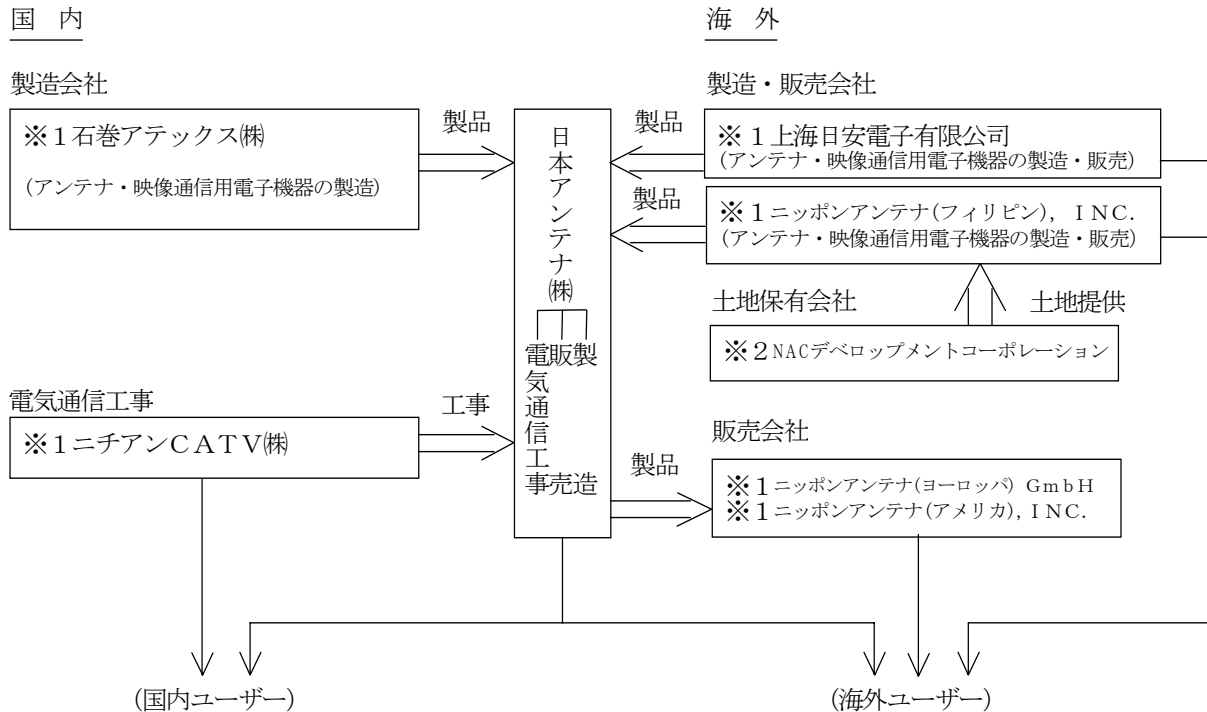 国　内
製造会社
※１石巻アテックス㈱
(アンテナ・映像通信用電子機器の製造)
製品
電気通信工事
※１ニチアンＣＡＴＶ㈱
工事
日本アンテナ㈱
製造
販売
電気通信工事
海　外
製造・販売会社
製品
※１上海日安電子有限公司
(アンテナ・映像通信用電子機器の製造・販売)
製品
※１ニッポンアンテナ(フィリピン)，ＩＮＣ.
(アンテナ・映像通信用電子機器の製造・販売)
土地保有会社
土地提供
※２NACデベロップメントコーポレーション
販売会社
製品
※１ニッポンアンテナ(ヨーロッパ) ＧｍｂＨ
※１ニッポンアンテナ(アメリカ)，ＩＮＣ.
(国内ユーザー)
(海外ユーザー)